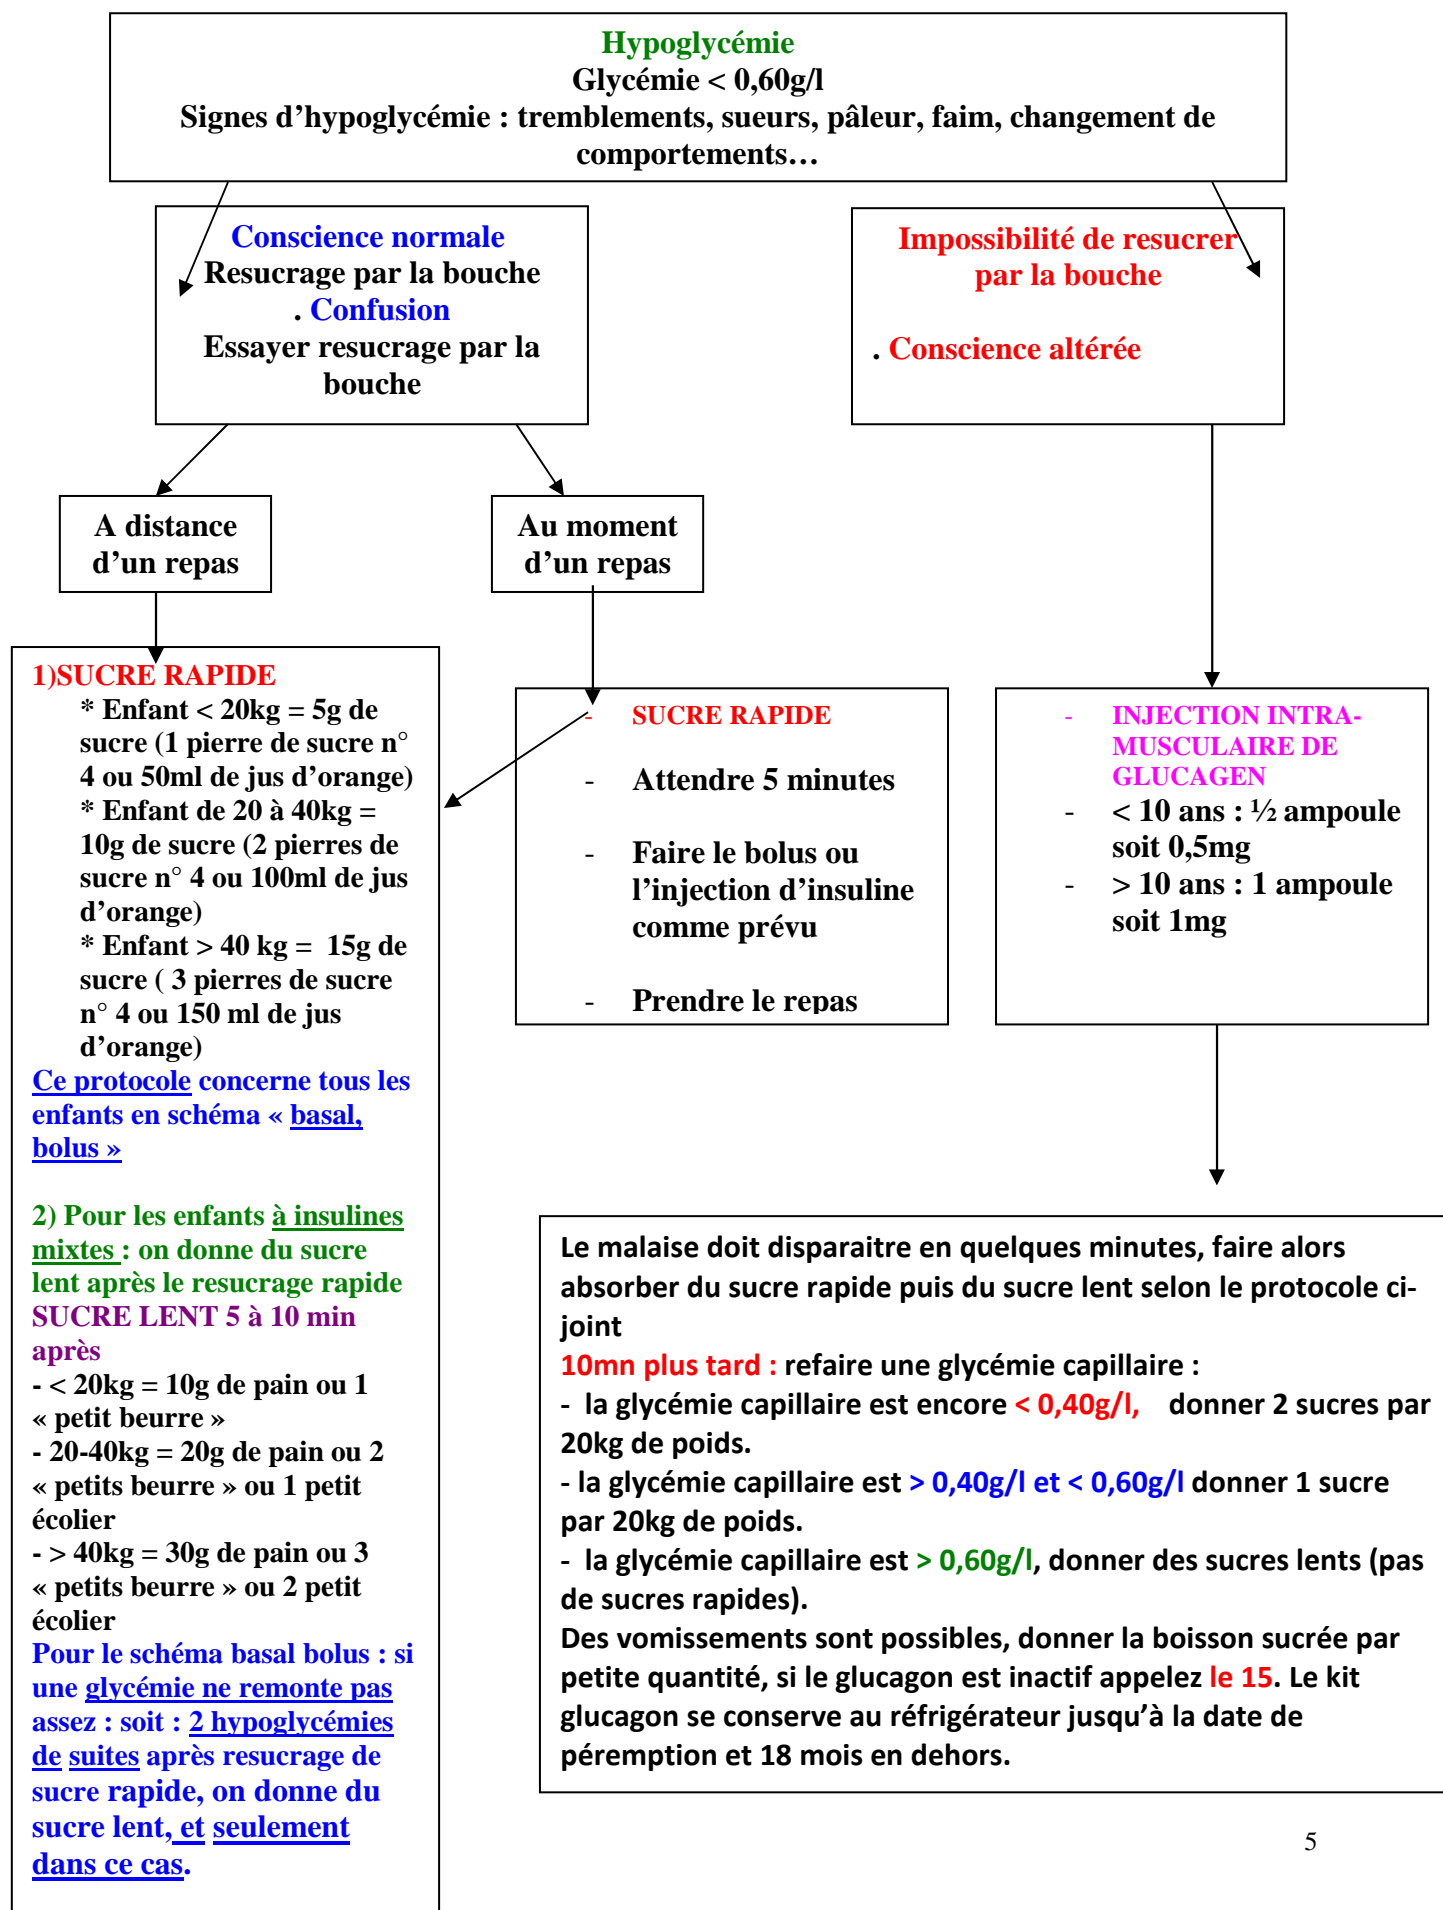 Hypoglycémie
Glycémie < 0,60g/l
Signes d’hypoglycémie : tremblements, sueurs, pâleur, faim, changement de
comportements…
Conscience normale
Resucrage par la bouche
. Confusion
Essayer resucrage par la
bouche
Impossibilité de resucrer
par la bouche
. Conscience altérée
A distance
d’un repas
Au moment
d’un repas
1)SUCRE RAPIDE
* Enfant < 20kg = 5g de
sucre (1 pierre de sucre n°
4 ou 50ml de jus d’orange)
* Enfant de 20 à 40kg =
10g de sucre (2 pierres de
sucre n° 4 ou 100ml de jus
d’orange)
* Enfant > 40 kg = 15g de
sucre ( 3 pierres de sucre
n° 4 ou 150 ml de jus
d’orange)
Ce protocole concerne tous les
enfants en schéma « basal,
bolus »
2) Pour les enfants à insulines
mixtes : on donne du sucre
lent après le resucrage rapide
SUCRE LENT 5 à 10 min
après
- < 20kg = 10g de pain ou 1
« petit beurre »
- 20-40kg = 20g de pain ou 2
« petits beurre » ou 1 petit
écolier
- > 40kg = 30g de pain ou 3
« petits beurre » ou 2 petit
écolier
Pour le schéma basal bolus : si
une glycémie ne remonte pas
assez : soit : 2 hypoglycémies
de suites après resucrage de
sucre rapide, on donne du
sucre lent, et seulement
dans ce cas.
- SUCRE RAPIDE
- Attendre 5 minutes
- Faire le bolus ou
l’injection d’insuline
comme prévu
- Prendre le repas
- INJECTION INTRA-
MUSCULAIRE DE
GLUCAGEN
- < 10 ans : ½ ampoule
soit 0,5mg
- > 10 ans : 1 ampoule
soit 1mg
Le malaise doit disparaitre en quelques minutes, faire alors
absorber du sucre rapide puis du sucre lent selon le protocole ci-
joint
10mn plus tard : refaire une glycémie capillaire :
- la glycémie capillaire est encore < 0,40g/l, donner 2 sucres par
20kg de poids.
- la glycémie capillaire est > 0,40g/l et < 0,60g/l donner 1 sucre
par 20kg de poids.
- la glycémie capillaire est > 0,60g/l, donner des sucres lents (pas
de sucres rapides).
Des vomissements sont possibles, donner la boisson sucrée par
petite quantité, si le glucagon est inactif appelez le 15. Le kit
glucagon se conserve au réfrigérateur jusqu’à la date de
péremption et 18 mois en dehors.
5